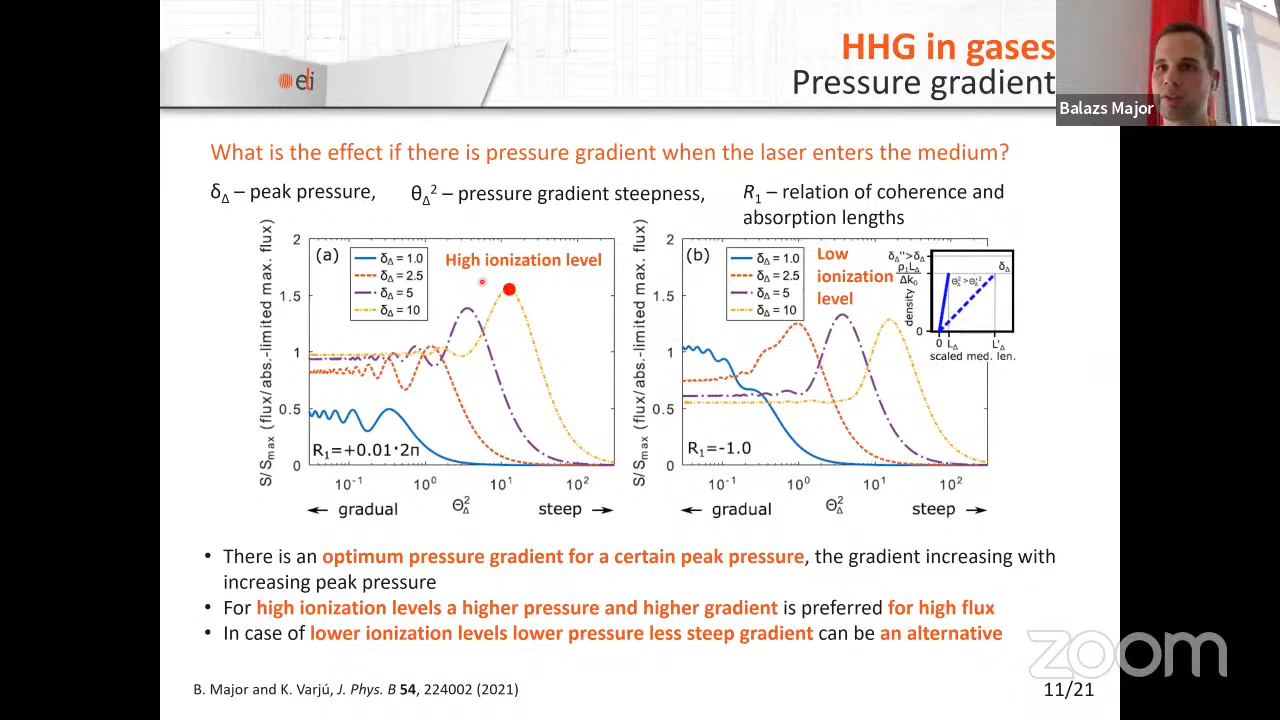 eli
HHG in gases
Pressure gradient
Balazs Major
What is the effect if there is pressure gradient when the laser enters the medium?
δΔ – peak pressure,
θΔ² – pressure gradient steepness,
R1 – relation of coherence and
absorption lengths
S/Smax (flux/abs.-limited max. flux)
2
1.5
1
0.5
0
(a)
δΔ = 1.0
δΔ = 2.5
δΔ = 5
δΔ = 10
High ionization level
R1=+0.01·2π
10⁻¹
10⁰
10¹
10²
← gradual
ΘΔ²
steep →
S/Smax (flux/abs.-limited max. flux)
2
1.5
1
0.5
0
(b)
δΔ = 1.0
δΔ = 2.5
δΔ = 5
δΔ = 10
Low
ionization
level
R1=-1.0
δΔ''>δΔ
ρ1LΔ
Δk0
δΔ
density
0
0
LΔ
L'Δ
scaled med. len.
10⁻¹
10⁰
10¹
10²
← gradual
ΘΔ²
steep →
• There is an optimum pressure gradient for a certain peak pressure, the gradient increasing with
increasing peak pressure
• For high ionization levels a higher pressure and higher gradient is preferred for high flux
• In case of lower ionization levels lower pressure less steep gradient can be an alternative
zoom
B. Major and K. Varjú, J. Phys. B 54, 224002 (2021)
11/21